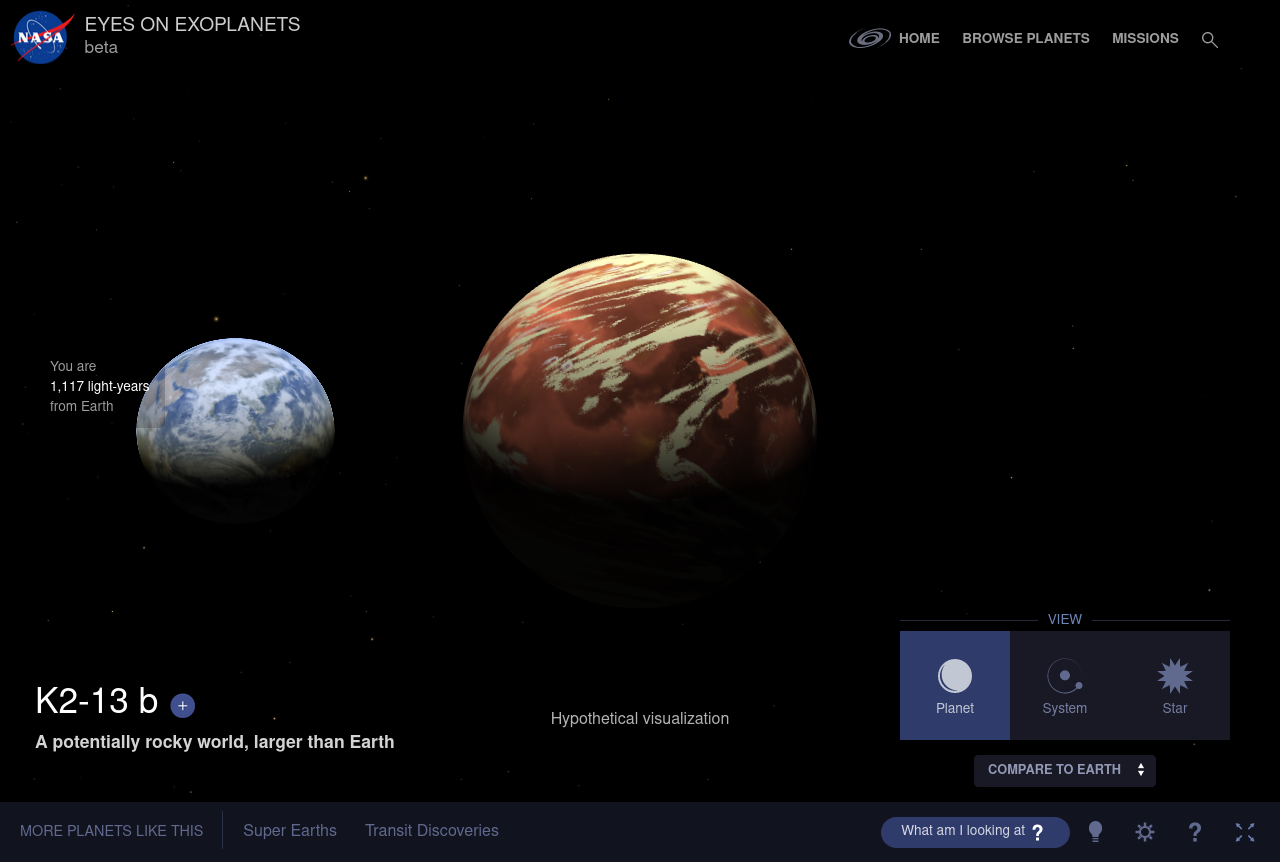 NASA
EYES ON EXOPLANETS
beta
HOME
BROWSE PLANETS
MISSIONS
You are
1,117 light-years
from Earth
K2-13 b
+
A potentially rocky world, larger than Earth
Hypothetical visualization
VIEW
Planet
System
Star
COMPARE TO EARTH
MORE PLANETS LIKE THIS
Super Earths
Transit Discoveries
What am I looking at ?
?